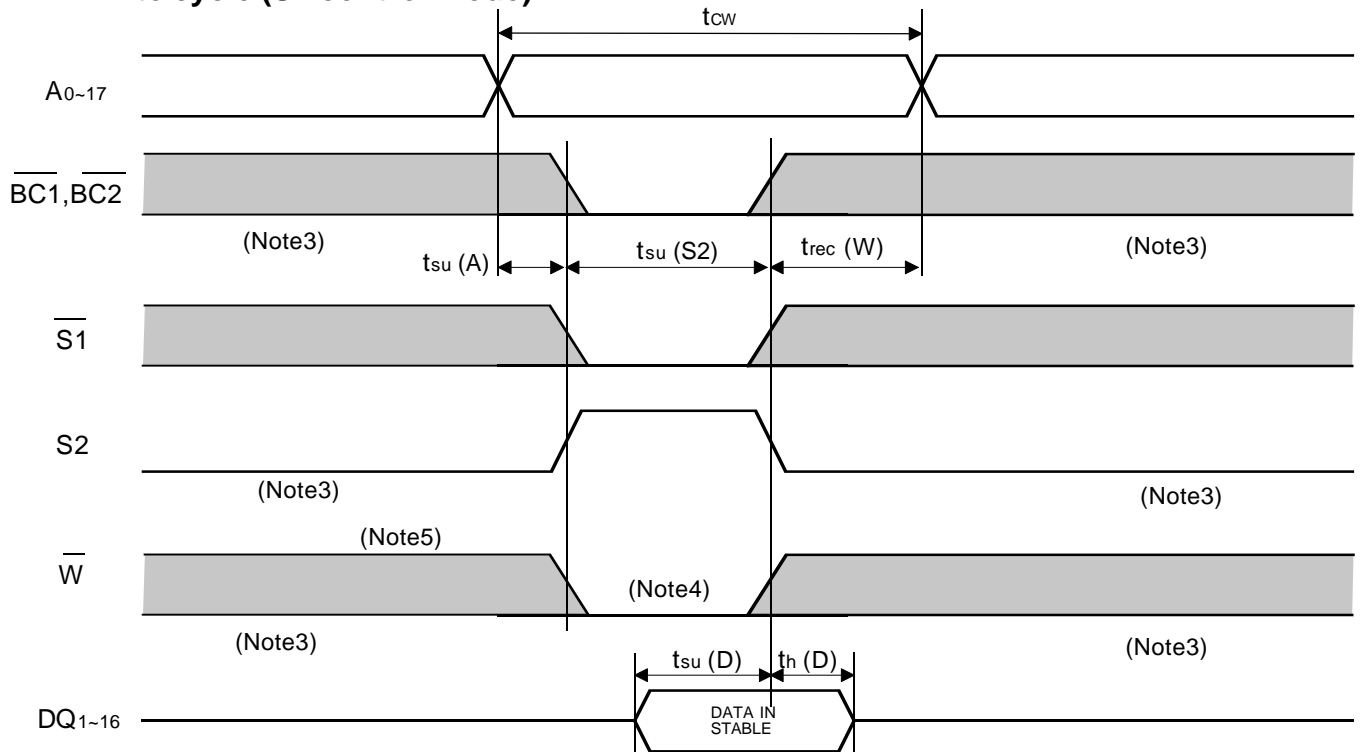 tCW
A0~17
BC1,BC2
(Note3) (Note3)
tsu (A) tsu (S2) trec (W)
S1
S2
(Note3) (Note3)
(Note5)
W
(Note4)
(Note3) (Note3)
tsu (D) th (D)
DQ1~16
DATA IN
STABLE